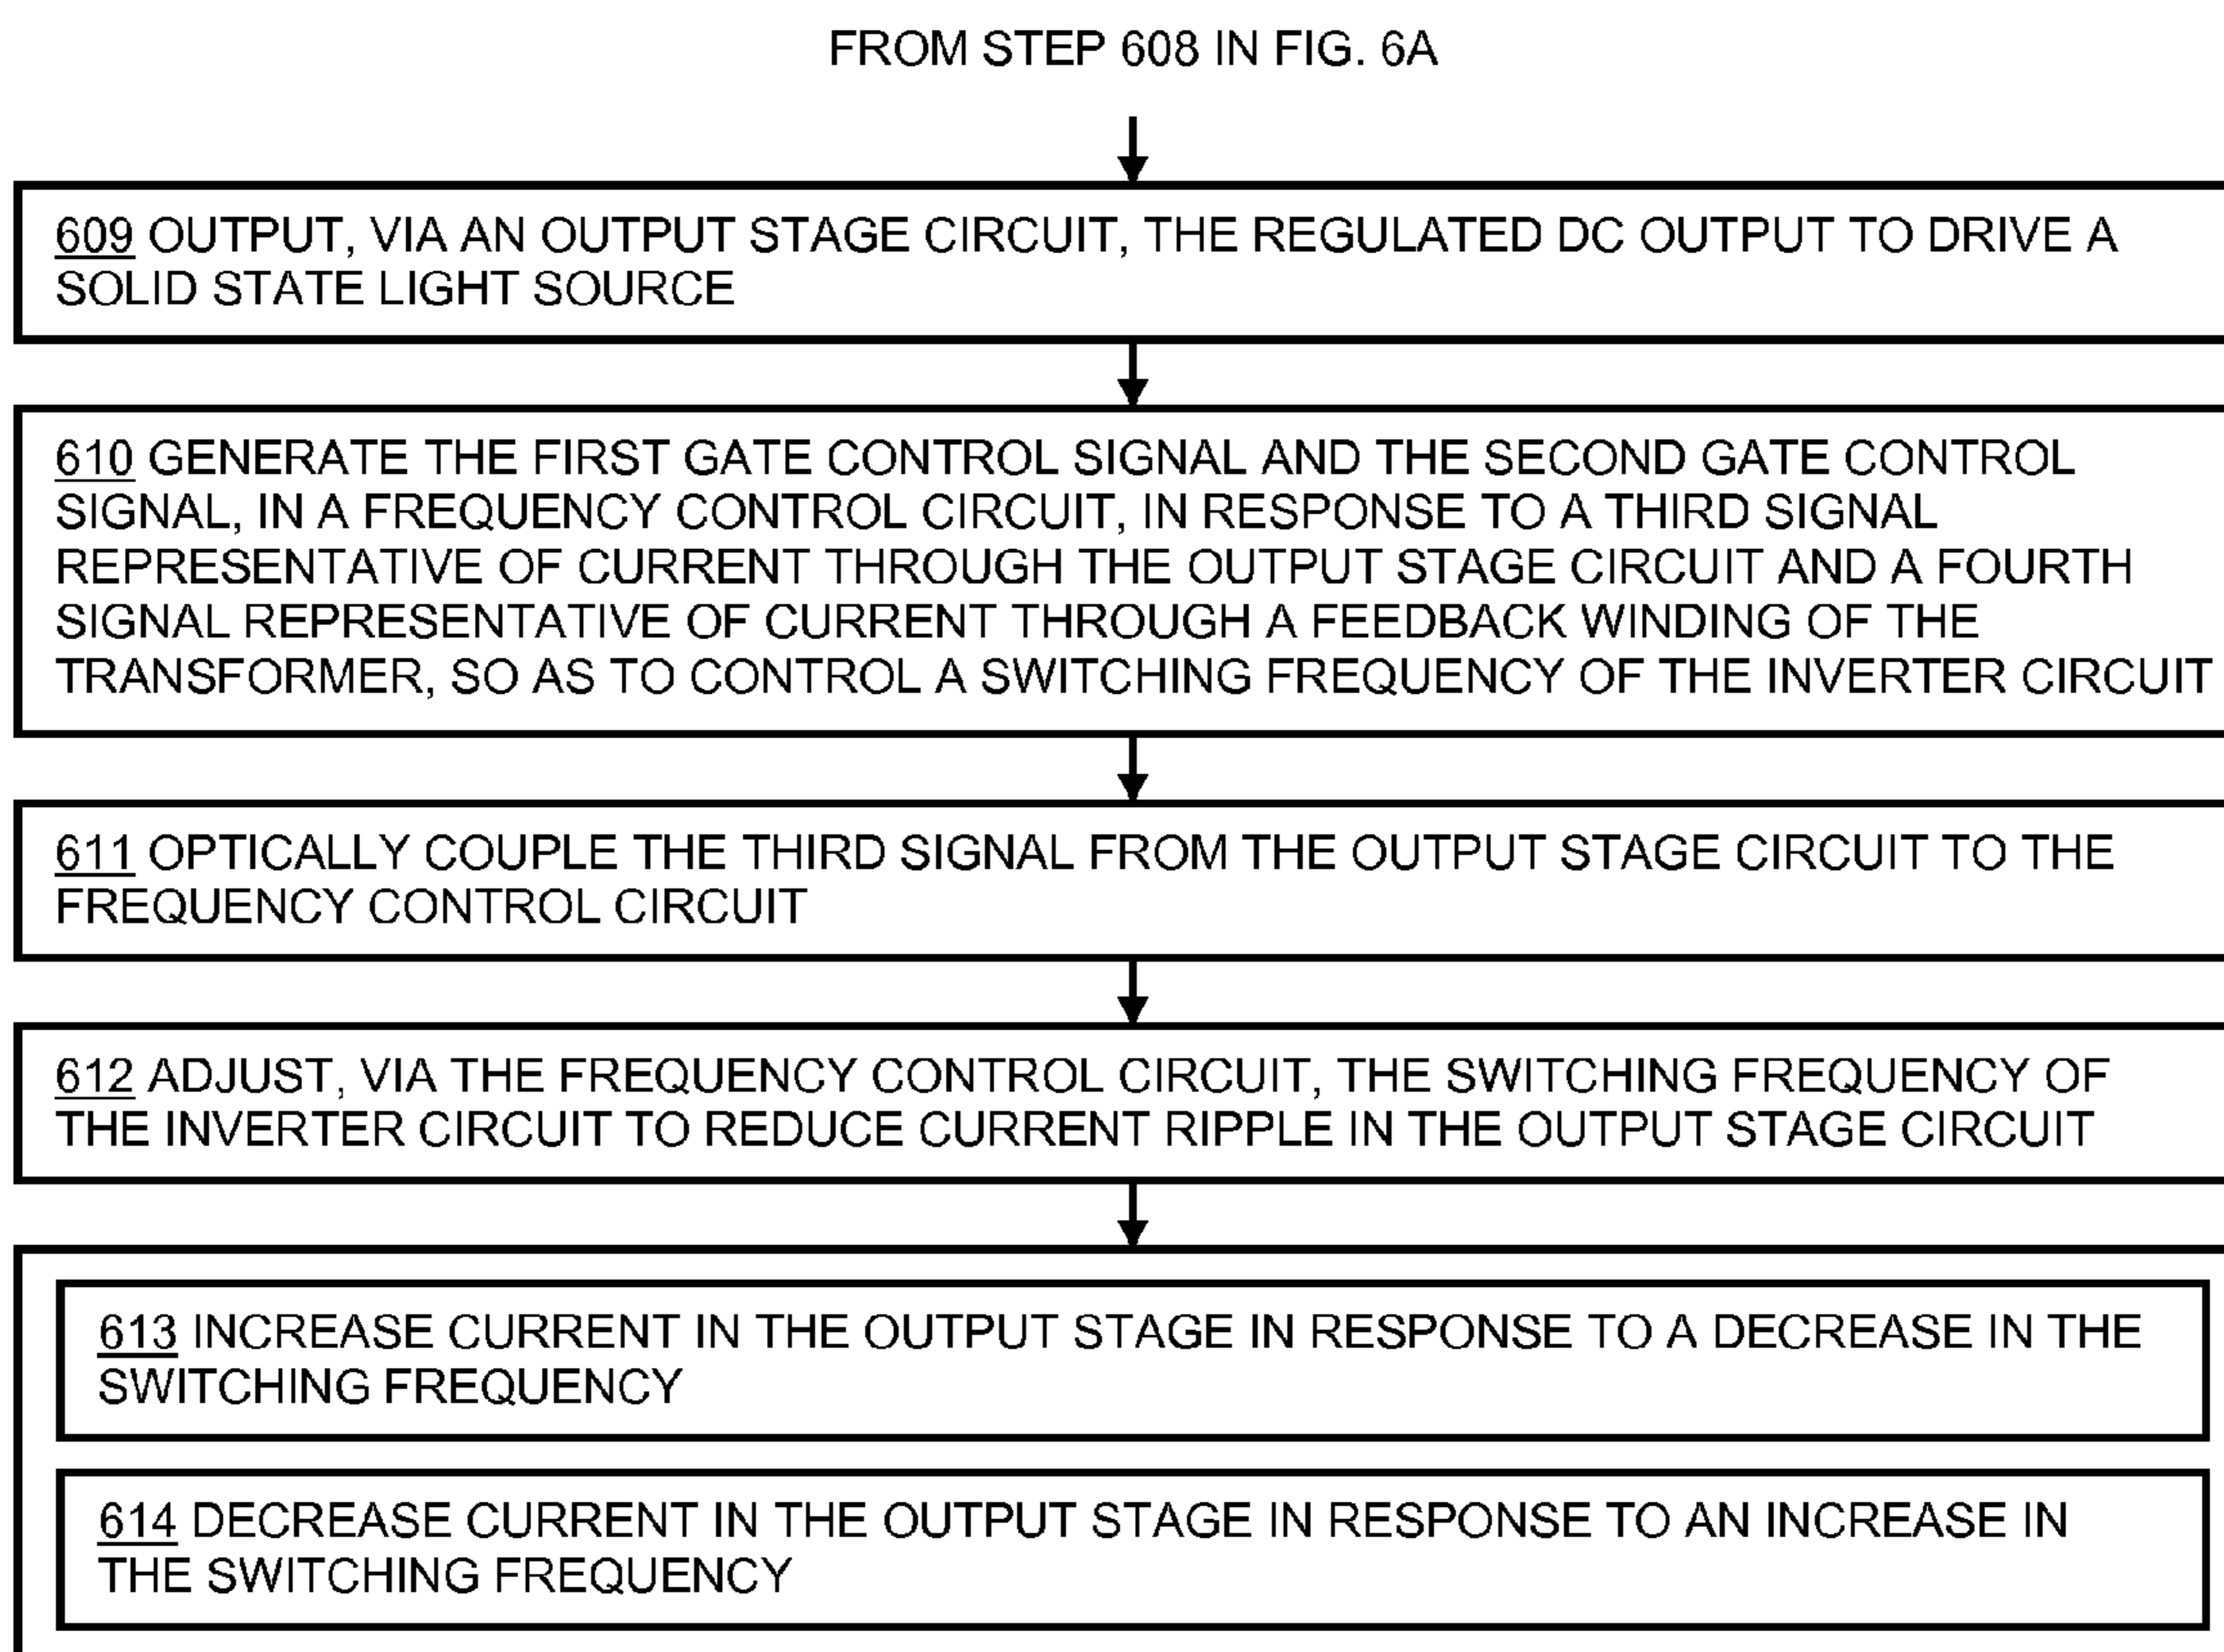 FROM STEP 608 IN FIG. 6A
609 OUTPUT, VIA AN OUTPUT STAGE CIRCUIT, THE REGULATED DC OUTPUT TO DRIVE A
SOLID STATE LIGHT SOURCE
610 GENERATE THE FIRST GATE CONTROL SIGNAL AND THE SECOND GATE CONTROL
SIGNAL, IN A FREQUENCY CONTROL CIRCUIT, IN RESPONSE TO A THIRD SIGNAL
REPRESENTATIVE OF CURRENT THROUGH THE OUTPUT STAGE CIRCUIT AND A FOURTH
SIGNAL REPRESENTATIVE OF CURRENT THROUGH A FEEDBACK WINDING OF THE
TRANSFORMER, SO AS TO CONTROL A SWITCHING FREQUENCY OF THE INVERTER CIRCUIT
611 OPTICALLY COUPLE THE THIRD SIGNAL FROM THE OUTPUT STAGE CIRCUIT TO THE
FREQUENCY CONTROL CIRCUIT
612 ADJUST, VIA THE FREQUENCY CONTROL CIRCUIT, THE SWITCHING FREQUENCY OF
THE INVERTER CIRCUIT TO REDUCE CURRENT RIPPLE IN THE OUTPUT STAGE CIRCUIT
613 INCREASE CURRENT IN THE OUTPUT STAGE IN RESPONSE TO A DECREASE IN THE
SWITCHING FREQUENCY
614 DECREASE CURRENT IN THE OUTPUT STAGE IN RESPONSE TO AN INCREASE IN
THE SWITCHING FREQUENCY